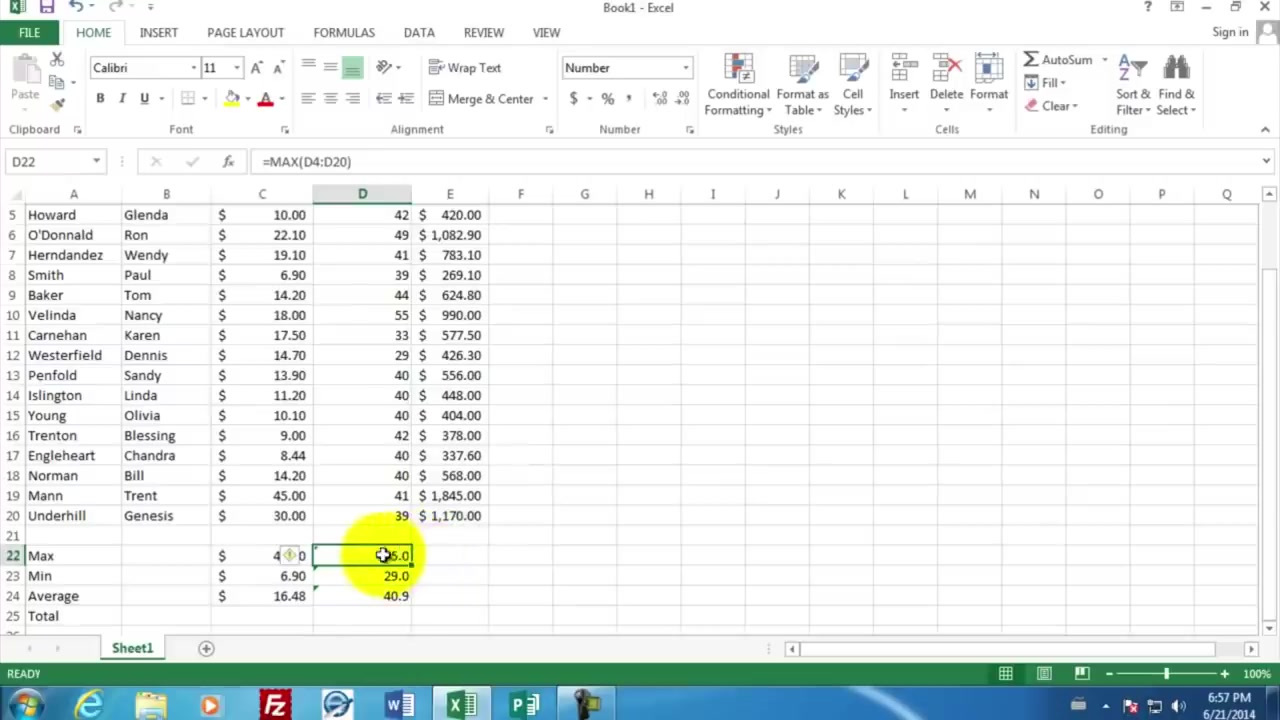 Book1 - Excel
FILE HOME INSERT PAGE LAYOUT FORMULAS DATA REVIEW VIEW Sign in
Paste
Calibri 11
Wrap Text
Number
Conditional Formatting
Format as Table
Cell Styles
Insert Delete Format
AutoSum
Fill
Clear
Sort & Filter
Find & Select
B I U
Merge & Center
$ % ,
Clipboard Font Alignment Number Styles Cells Editing
D22 fx =MAX(D4:D20)
A B C D E F G H I J K L M N O P Q
5 Howard Glenda $ 10.00 42 $ 420.00
6 O'Donnald Ron $ 22.10 49 $ 1,082.90
7 Herndandez Wendy $ 19.10 41 $ 783.10
8 Smith Paul $ 6.90 39 $ 269.10
9 Baker Tom $ 14.20 44 $ 624.80
10 Velinda Nancy $ 18.00 55 $ 990.00
11 Carnehan Karen $ 17.50 33 $ 577.50
12 Westerfield Dennis $ 14.70 29 $ 426.30
13 Penfold Sandy $ 13.90 40 $ 556.00
14 Islington Linda $ 11.20 40 $ 448.00
15 Young Olivia $ 10.10 40 $ 404.00
16 Trenton Blessing $ 9.00 42 $ 378.00
17 Engleheart Chandra $ 8.44 40 $ 337.60
18 Norman Bill $ 14.20 40 $ 568.00
19 Mann Trent $ 45.00 41 $ 1,845.00
20 Underhill Genesis $ 30.00 39 $ 1,170.00
21
22 Max $
23 Min $ 6.90 29.0
24 Average $ 16.48 40.9
25 Total
Sheet1
READY 100%
6:57 PM
6/21/2014